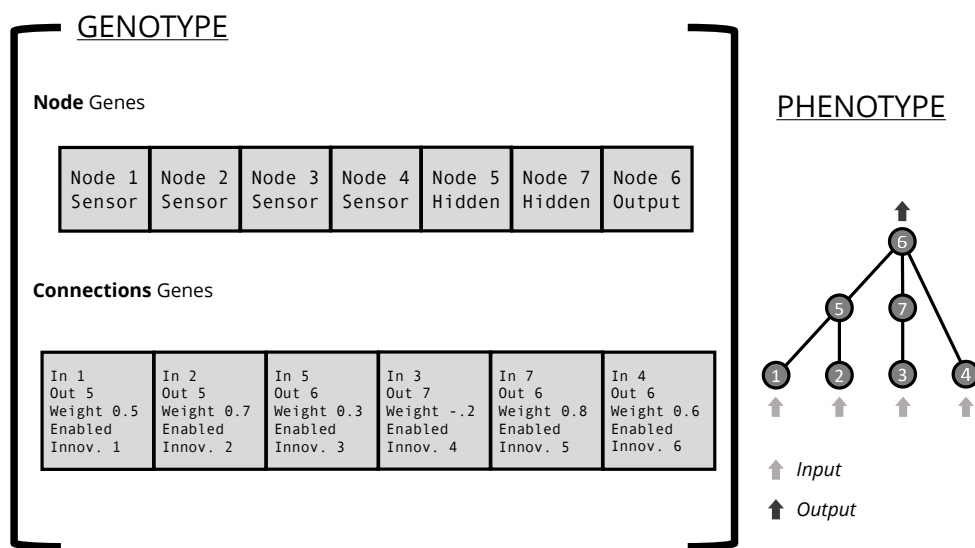 GENOTYPE
Node Genes
Node 1 Node 2 Node 3 Node 4 Node 5 Node 7 Node 6
Sensor Sensor Sensor Sensor Hidden Hidden Output
Connections Genes
In 1 In 2 In 5 In 3 In 7 In 4
Out 5 Out 5 Out 6 Out 7 Out 6 Out 6
Weight 0.5 Weight 0.7 Weight 0.3 Weight -.2 Weight 0.8 Weight 0.6
Enabled Enabled Enabled Enabled Enabled Enabled
Innov. 1 Innov. 2 Innov. 3 Innov. 4 Innov. 5 Innov. 6
PHENOTYPE
6
5 7
1 2 3 4
Input
Output